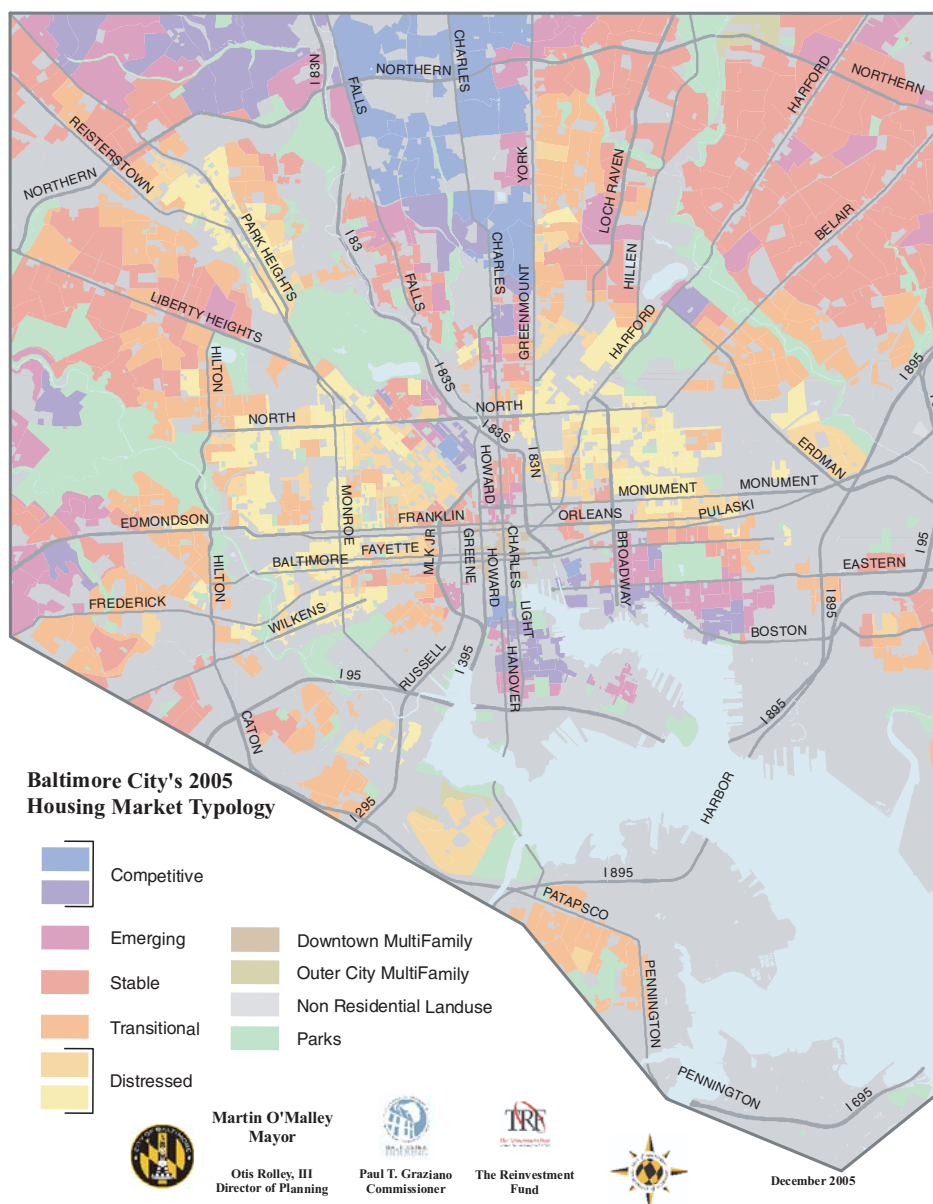 I 83N
CHARLES
NORTHERN
FALLS
HARFORD
NORTHERN
REISTERSTOWN
YORK
NORTHERN
LOCH RAVEN
PARK HEIGHTS
BELAIR
I 83
CHARLES
HILLEN
FALLS
GREENMOUNT
LIBERTY HEIGHTS
HARFORD
HILTON
I 83S
I 895
NORTH
NORTH
I 83S
ERDMAN
HOWARD
I 83N
MONUMENT
MONUMENT
MONROE
PULASKI
EDMONDSON
FRANKLIN
ORLEANS
FAYETTE
BALTIMORE
MLK JR
GREENE
HOWARD
CHARLES
BROADWAY
I 95
EASTERN
HILTON
FREDERICK
WILKENS
LIGHT
I 895
BOSTON
RUSSELL
I 395
HANOVER
I 95
I 895
CATON
HARBOR
I 295
I 895
PATAPSCO
PENNINGTON
PENNINGTON
I 695
Baltimore City's 2005
Housing Market Typology
Competitive
Emerging
Stable
Transitional
Distressed
Downtown MultiFamily
Outer City MultiFamily
Non Residential Landuse
Parks
Martin O'Malley
Mayor
Otis Rolley, III
Director of Planning
Paul T. Graziano
Commissioner
TRF
The Reinvestment
Fund
December 2005